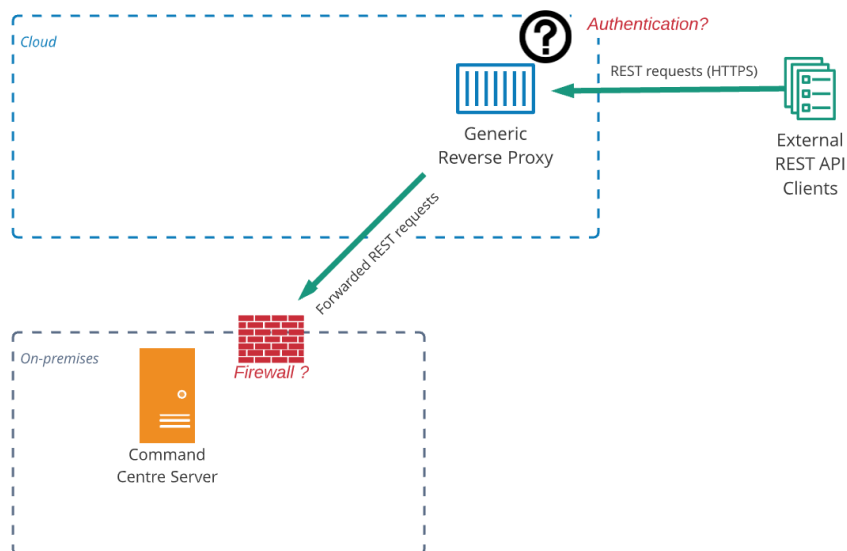 Authentication?
Cloud
?
REST requests (HTTPS)
Generic
Reverse Proxy
External
REST API
Clients
Forwarded REST requests
On-premises
Firewall ?
Command
Centre Server